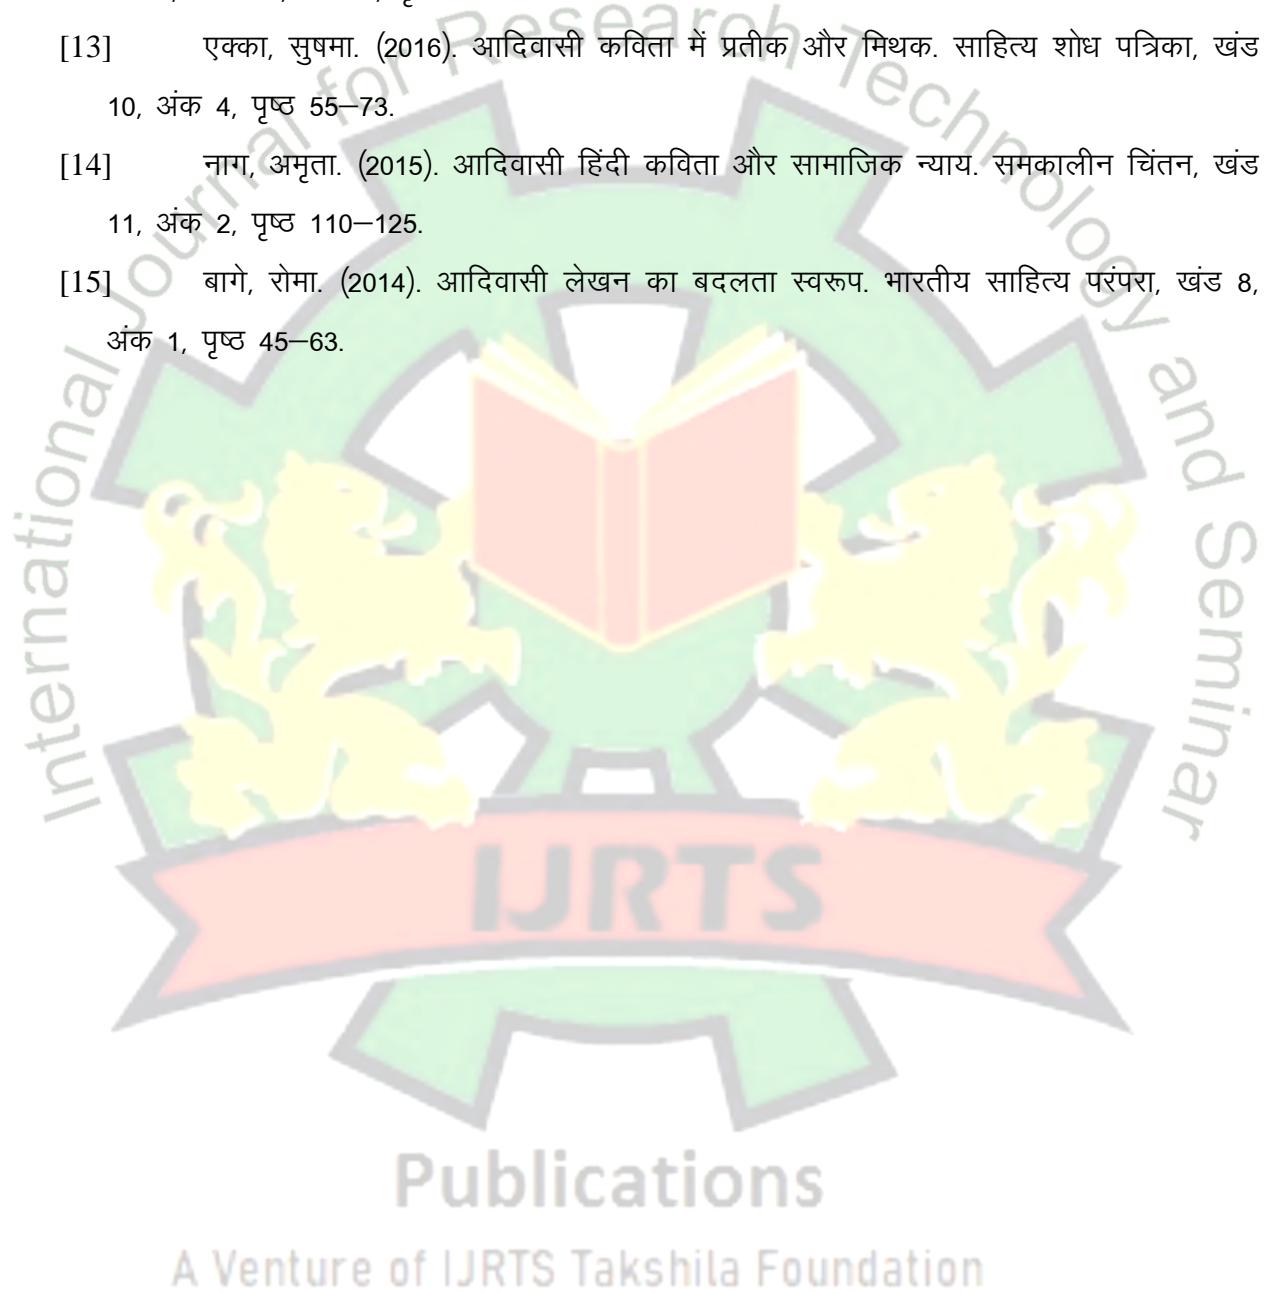 [13] एक्का, सुषमा. (2016). आदिवासी कविता में प्रतीक और मिथक. साहित्य शोध पत्रिका, खंड
10, अंक 4, पृष्ठ 55–73.
[14] नाग, अमृता. (2015). आदिवासी हिंदी कविता और सामाजिक न्याय. समकालीन चिंतन, खंड
11, अंक 2, पृष्ठ 110–125.
[15] बागे, रोमा. (2014). आदिवासी लेखन का बदलता स्वरूप. भारतीय साहित्य परंपरा, खंड 8,
अंक 1, पृष्ठ 45–63.
International Journal for Research Technology and Seminar
IJRTS
Publications
A Venture of IJRTS Takshila Foundation